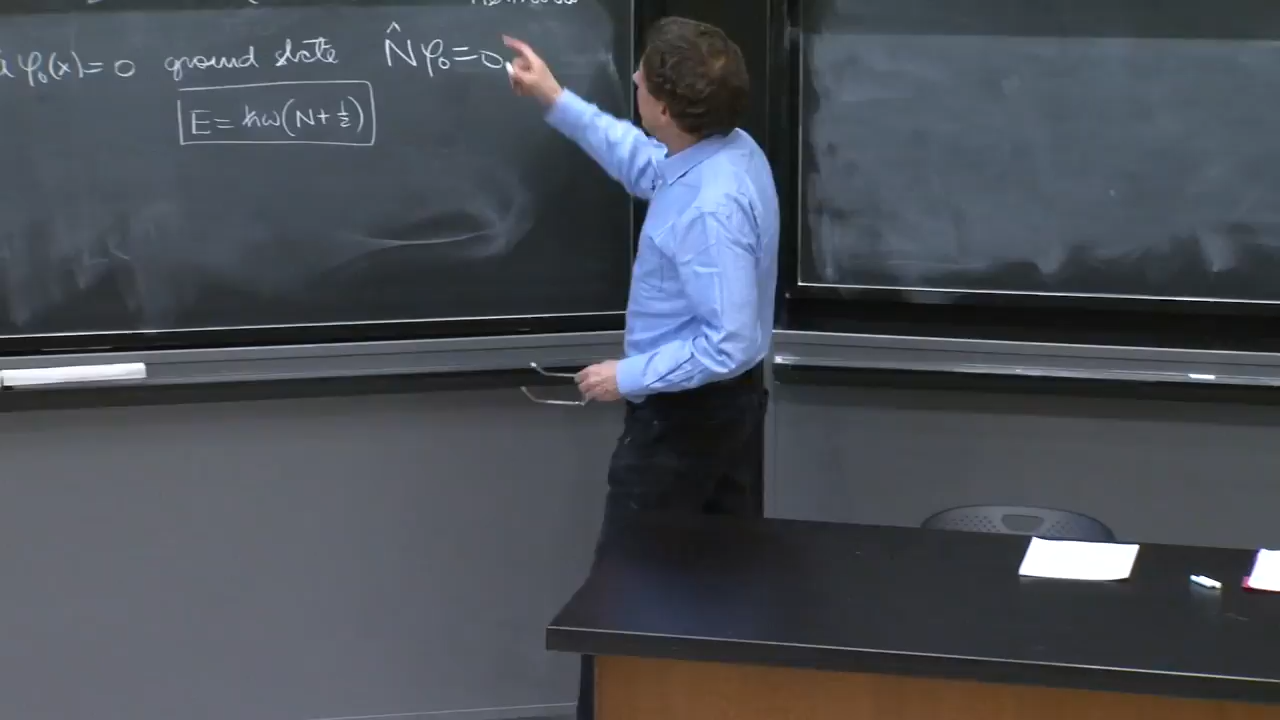 â φ₀(x) = 0 ground state N̂ φ₀ = 0
E = ħω(N + ½)